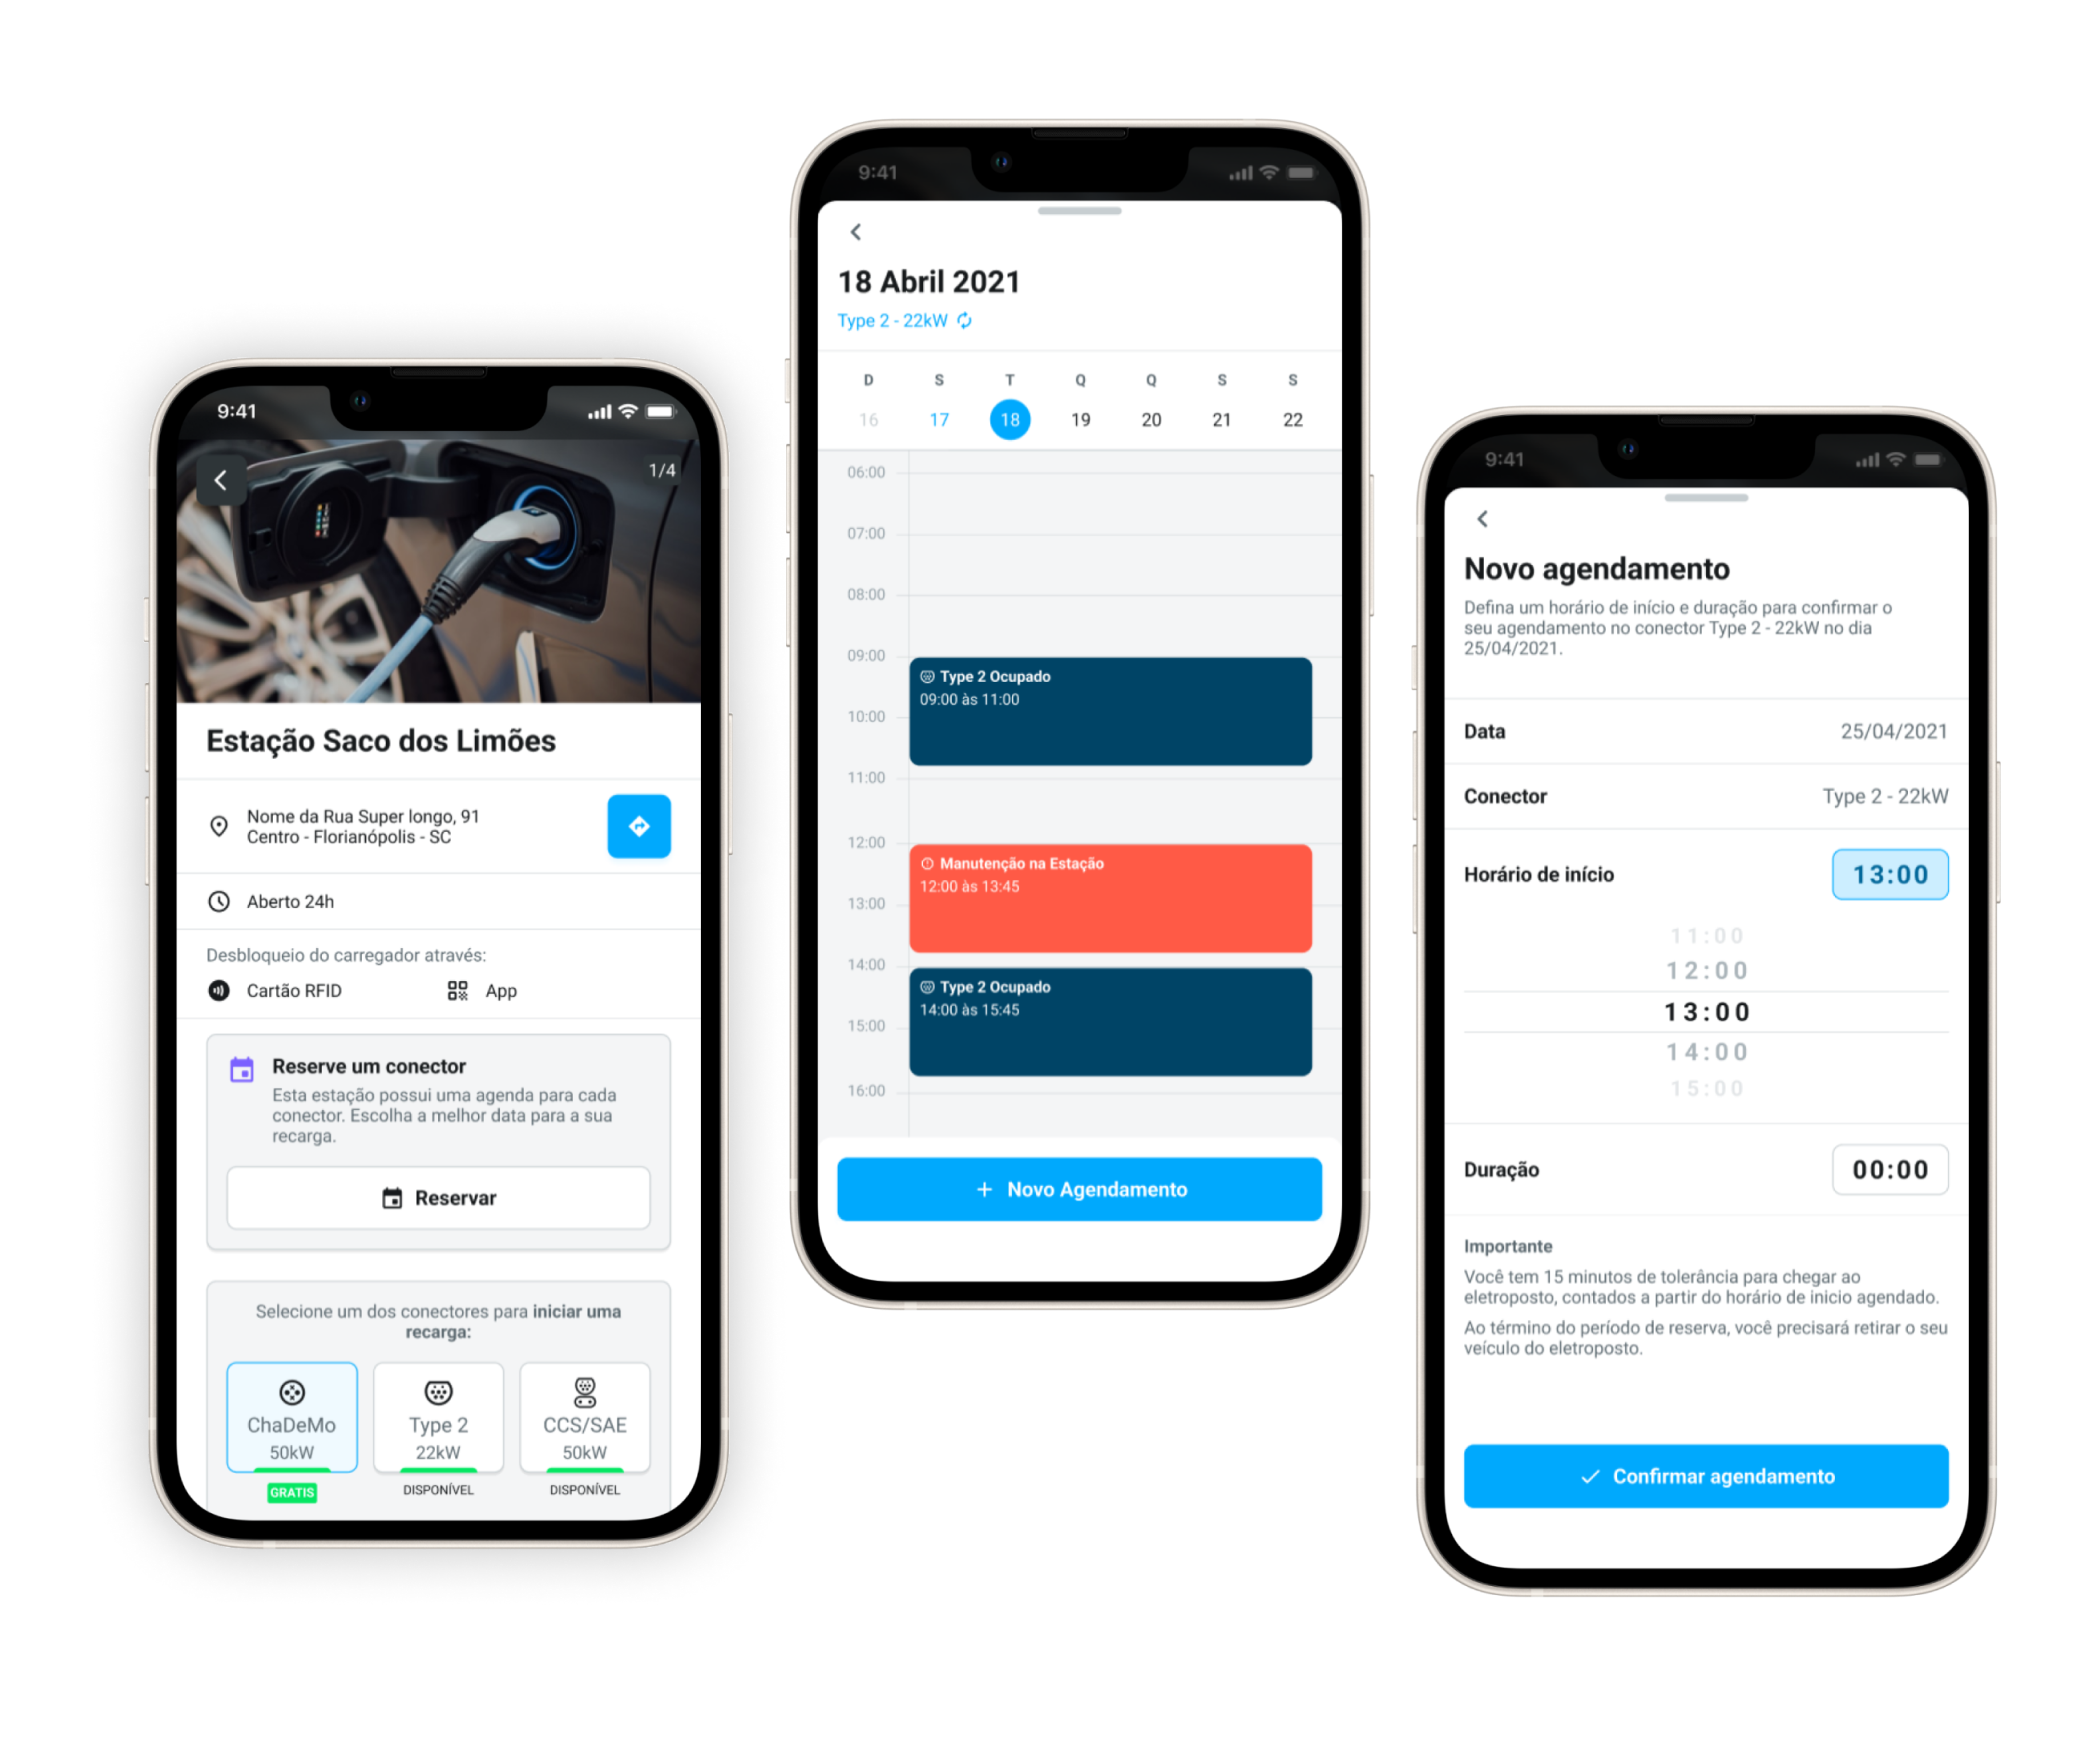 9:41
1/4
Estação Saco dos Limões
Nome da Rua Super longo, 91
Centro - Florianópolis - SC
Aberto 24h
Desbloqueio do carregador através:
Cartão RFID App
Reserve um conector
Esta estação possui uma agenda para cada
conector. Escolha a melhor data para a sua
recarga.
Reservar
Selecione um dos conectores para iniciar uma
recarga:
ChaDeMo Type 2 CCS/SAE
50kW 22kW 50kW
GRATIS DISPONÍVEL DISPONÍVEL
9:41
18 Abril 2021
Type 2 - 22kW
D S T Q Q S S
16 17 18 19 20 21 22
06:00
07:00
08:00
09:00
Type 2 Ocupado
09:00 às 11:00
10:00
11:00
12:00
Manutenção na Estação
12:00 às 13:45
13:00
14:00
Type 2 Ocupado
14:00 às 15:45
15:00
16:00
+ Novo Agendamento
9:41
Novo agendamento
Defina um horário de início e duração para confirmar o
seu agendamento no conector Type 2 - 22kW no dia
25/04/2021.
Data 25/04/2021
Conector Type 2 - 22kW
Horário de início 13:00
11:00
12:00
13:00
14:00
15:00
Duração 00:00
Importante
Você tem 15 minutos de tolerância para chegar ao
eletroposto, contados a partir do horário de inicio agendado.
Ao término do período de reserva, você precisará retirar o seu
veículo do eletroposto.
Confirmar agendamento